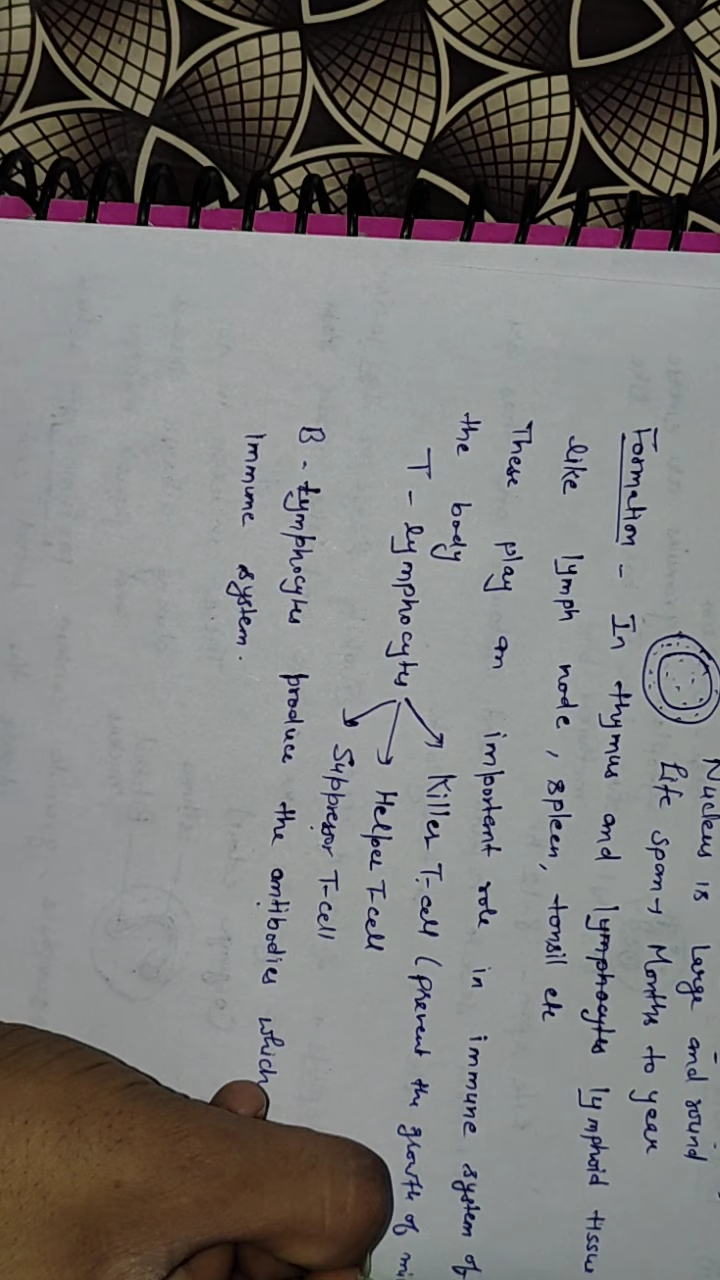 Nucleus is large and round
Life span → Months to year
Formation - In thymus and lymphocytes lymphoid tissue
like lymph node, spleen, tonsil etc
These play an important role in immune system of
the body
T - lymphocytes → Killer T-cell (prevent the growth of mi
→ Helper T-cell
→ Suppressor T-cell
B - Lymphocytes produce the antibodies which
Immune system.